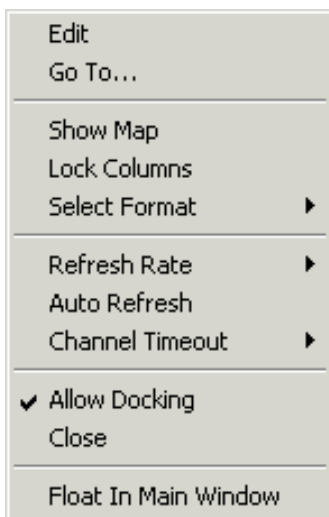 Edit
Go To...
Show Map
Lock Columns
Select Format
Refresh Rate
Auto Refresh
Channel Timeout
Allow Docking
Close
Float In Main Window